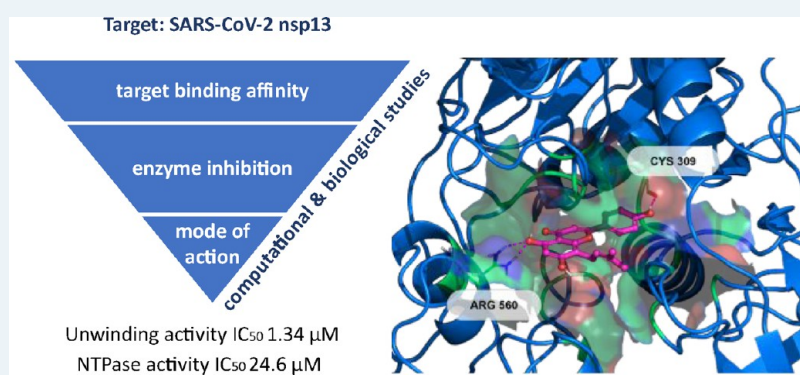 Target: SARS-CoV-2 nsp13
target binding affinity
enzyme inhibition
mode of
action
computational & biological studies
Unwinding activity IC₅₀ 1.34 µM
NTPase activity IC₅₀ 24.6 µM
CYS 309
ARG 560